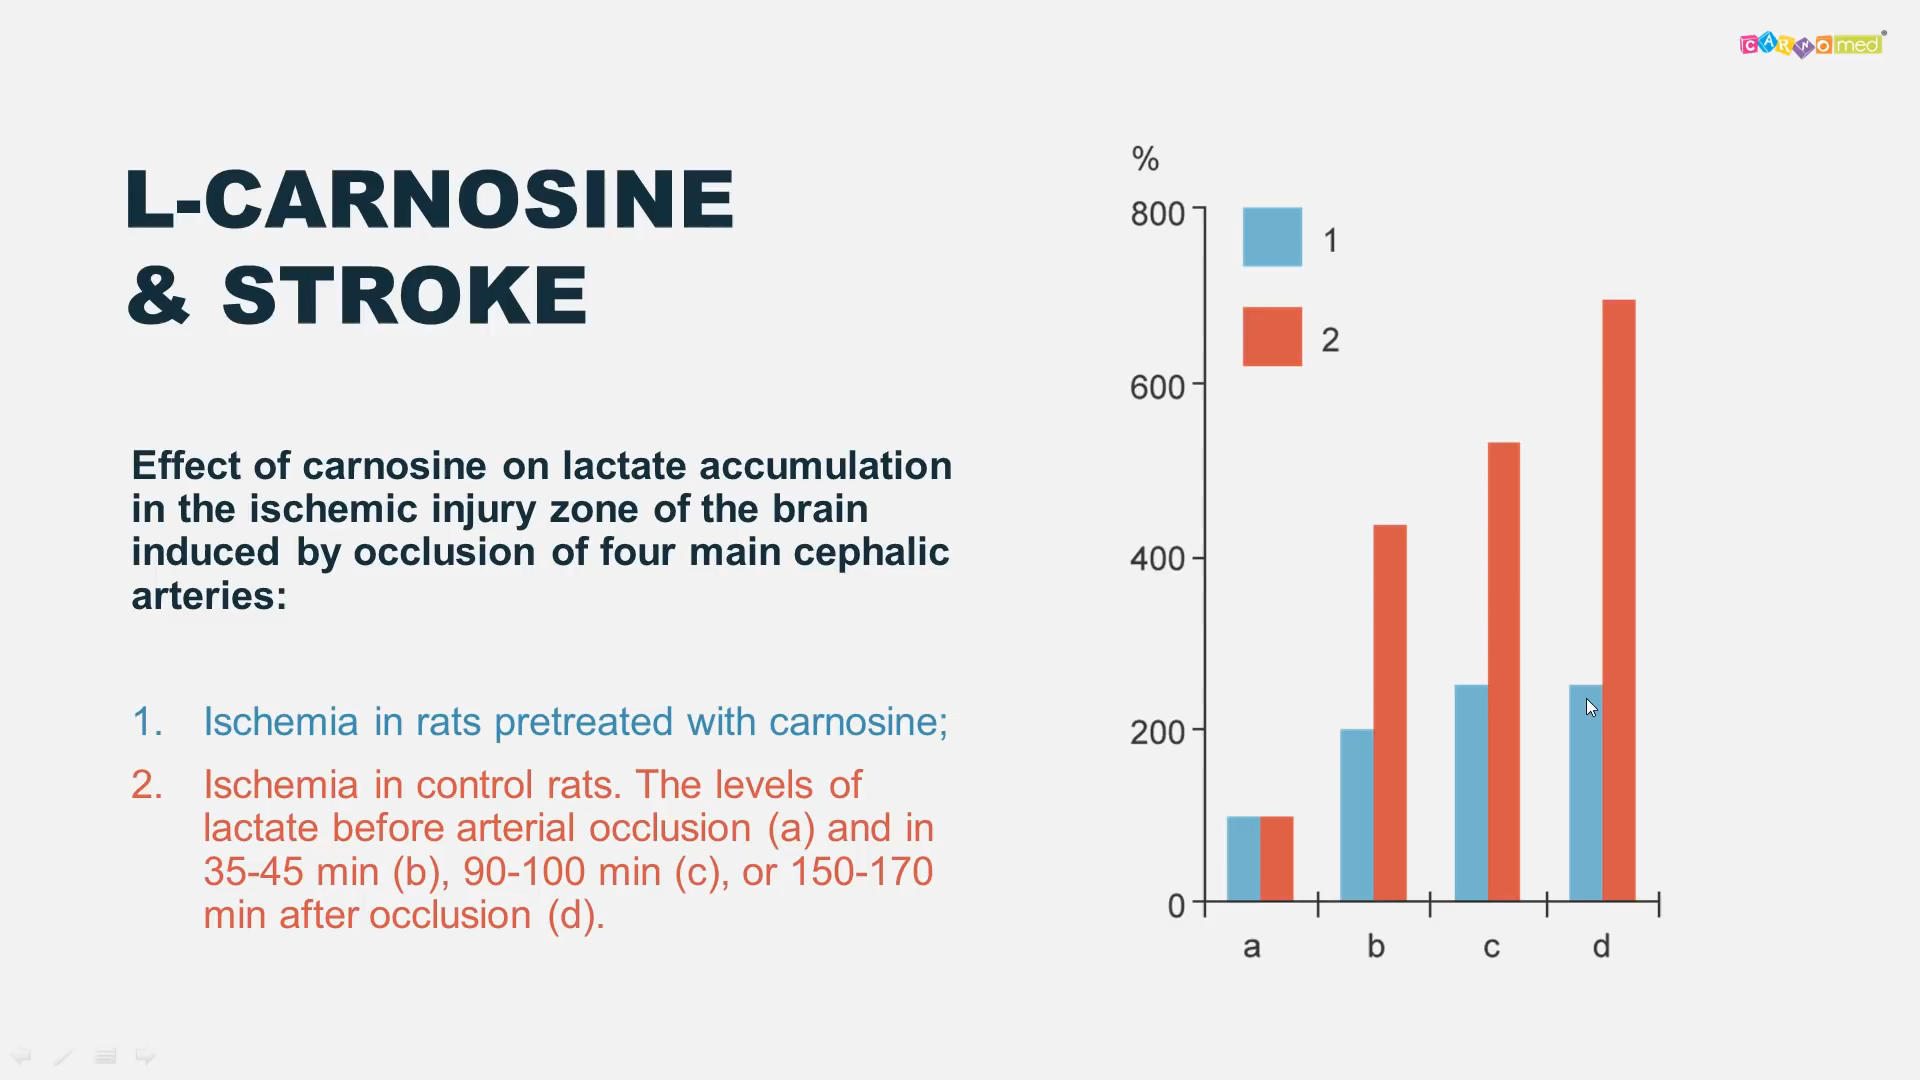 CARNOmed®
L-CARNOSINE
& STROKE
Effect of carnosine on lactate accumulation
in the ischemic injury zone of the brain
induced by occlusion of four main cephalic
arteries:
1. Ischemia in rats pretreated with carnosine;
2. Ischemia in control rats. The levels of
lactate before arterial occlusion (a) and in
35-45 min (b), 90-100 min (c), or 150-170
min after occlusion (d).
%
800
600
400
200
0
1
2
a b c d